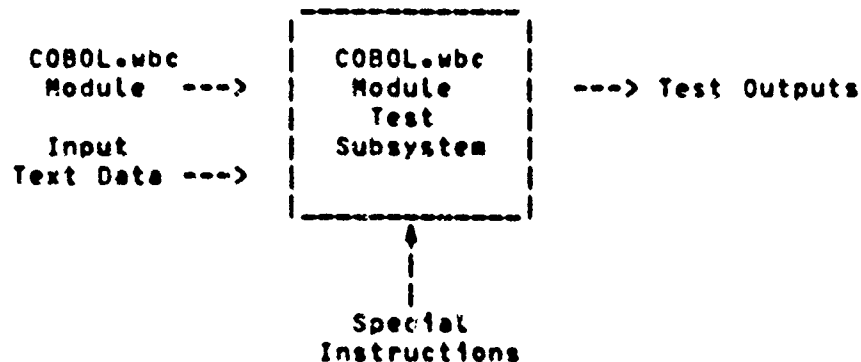 COBOL.wbc
Module --->
Input
Text Data --->
COBOL.wbc
Module
Test
Subsystem
---> Test Outputs
Special
Instructions